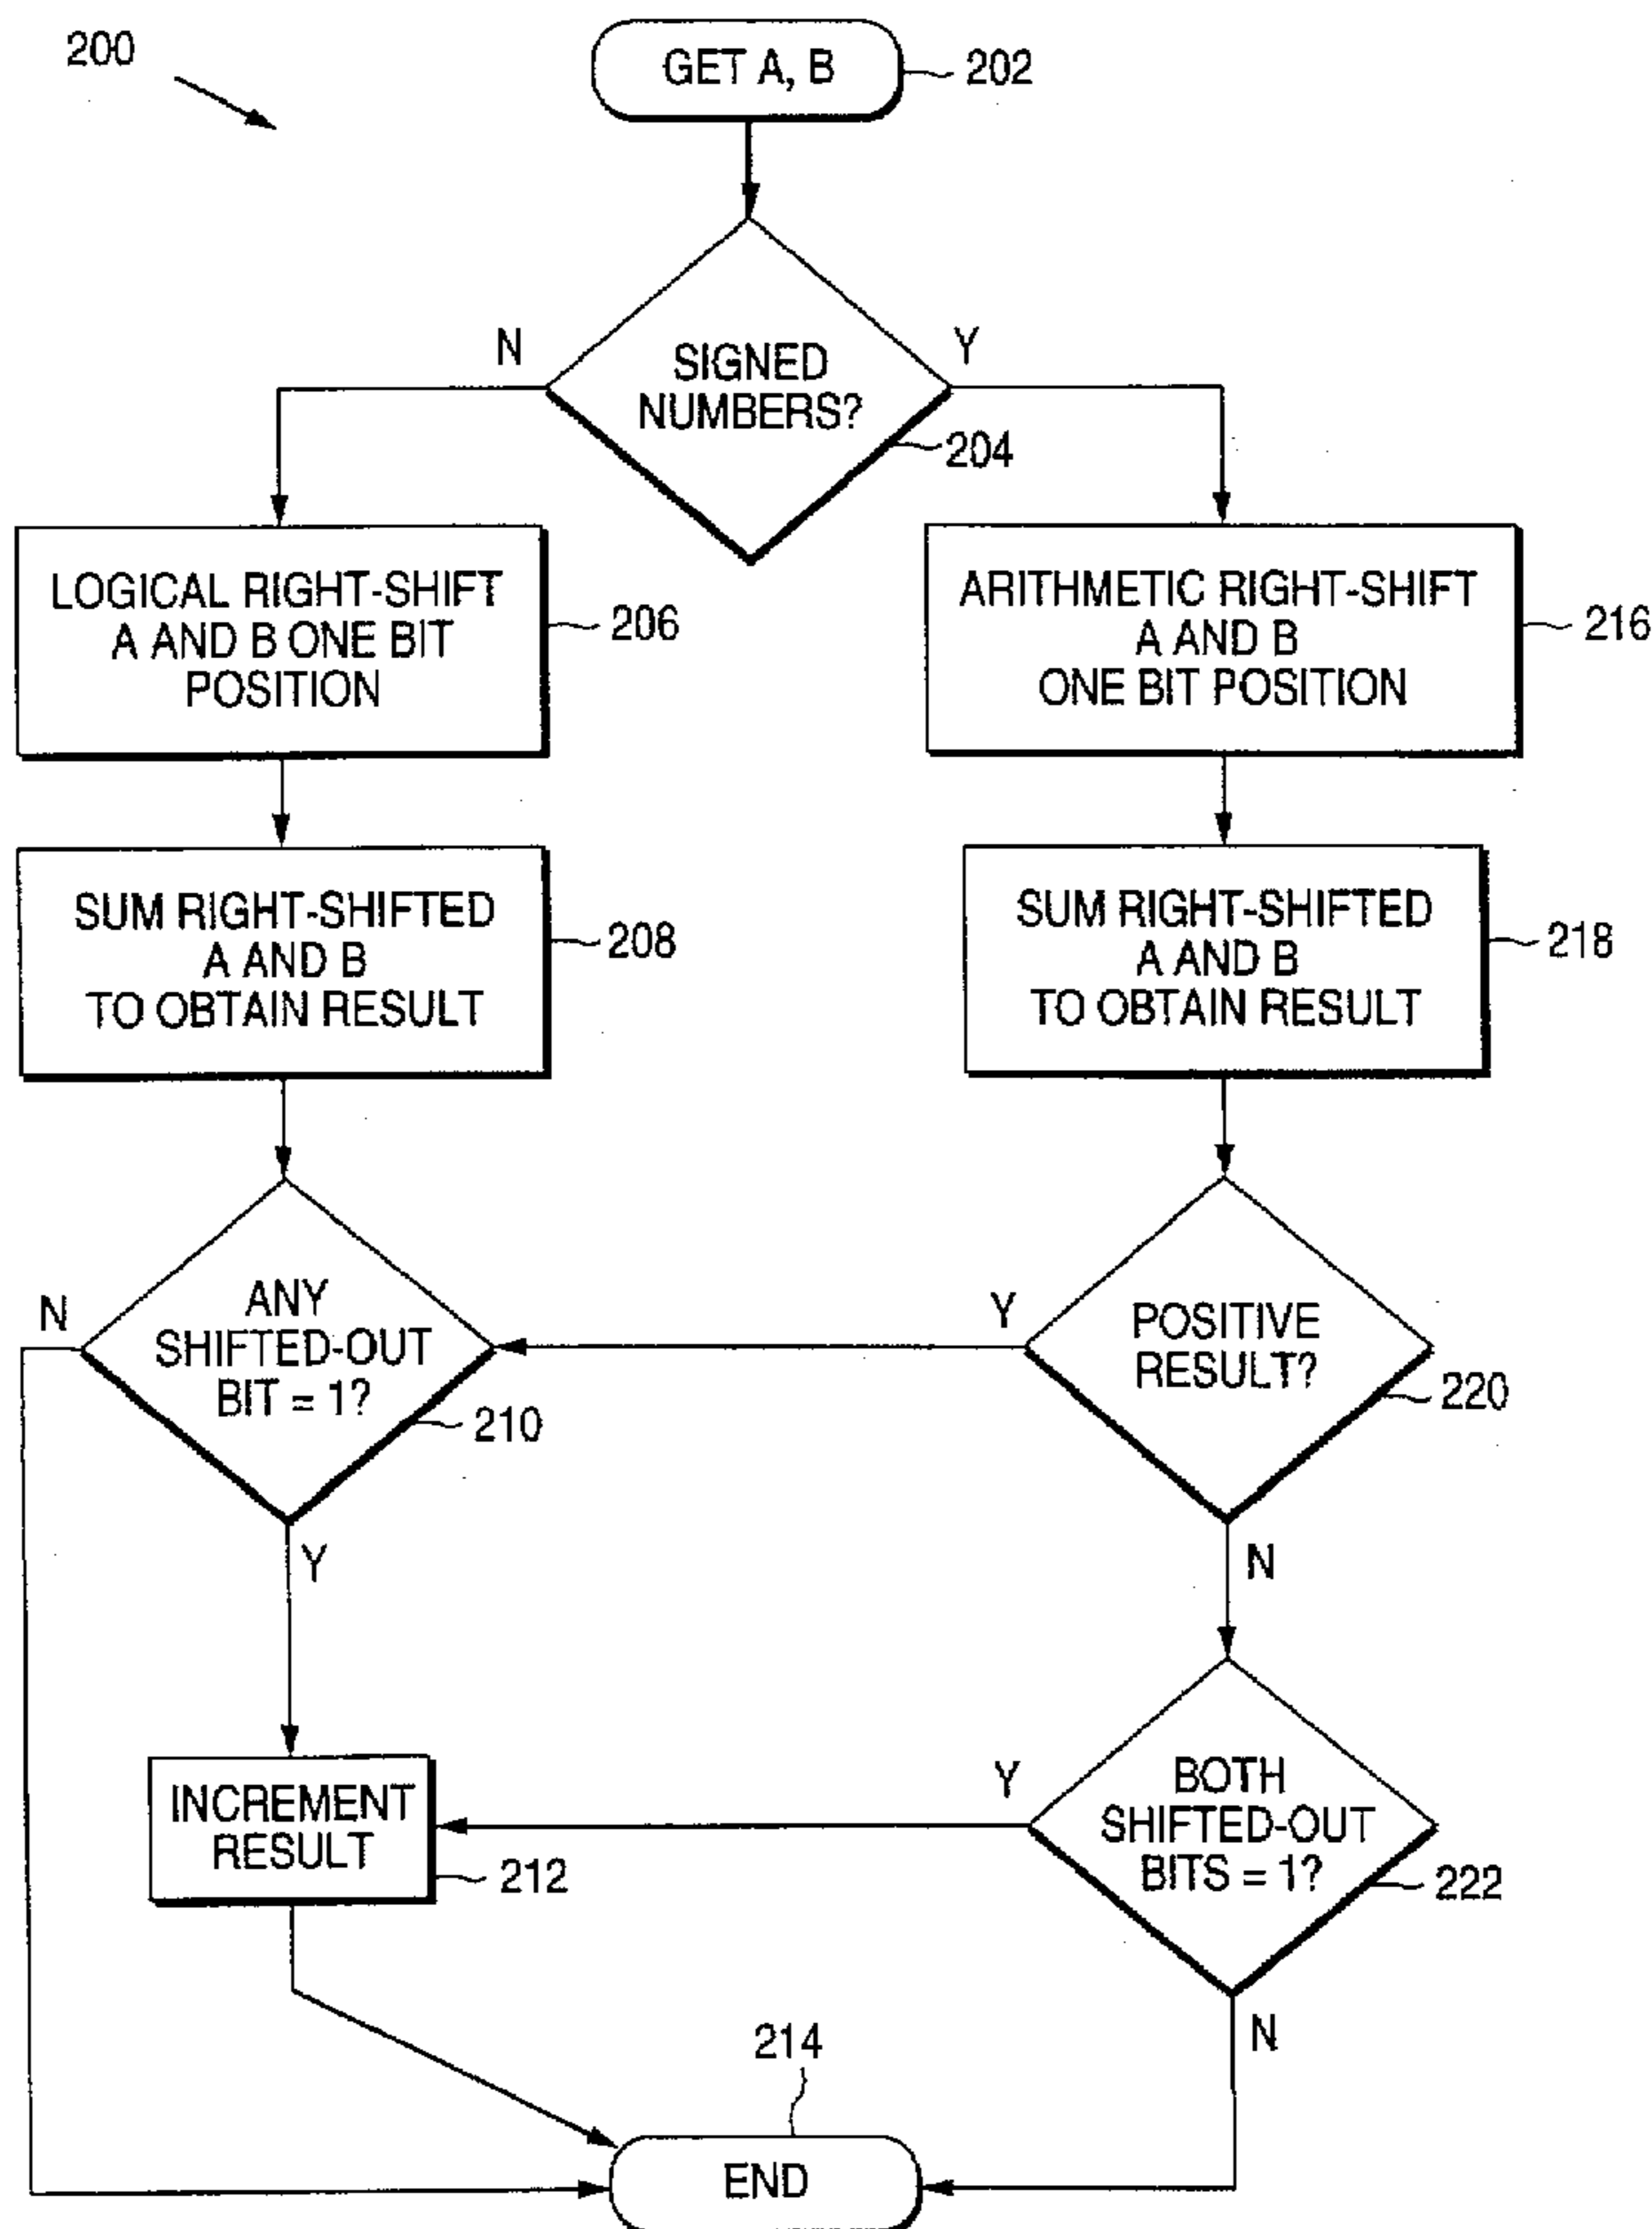 200
GET A, B
202
N
Y
SIGNED
NUMBERS?
204
LOGICAL RIGHT-SHIFT
A AND B ONE BIT
POSITION
206
ARITHMETIC RIGHT-SHIFT
A AND B
ONE BIT POSITION
216
SUM RIGHT-SHIFTED
A AND B
TO OBTAIN RESULT
208
SUM RIGHT-SHIFTED
A AND B
TO OBTAIN RESULT
218
N
ANY
SHIFTED-OUT
BIT = 1?
210
Y
Y
POSITIVE
RESULT?
220
N
INCREMENT
RESULT
212
Y
BOTH
SHIFTED-OUT
BITS = 1?
222
N
214
END